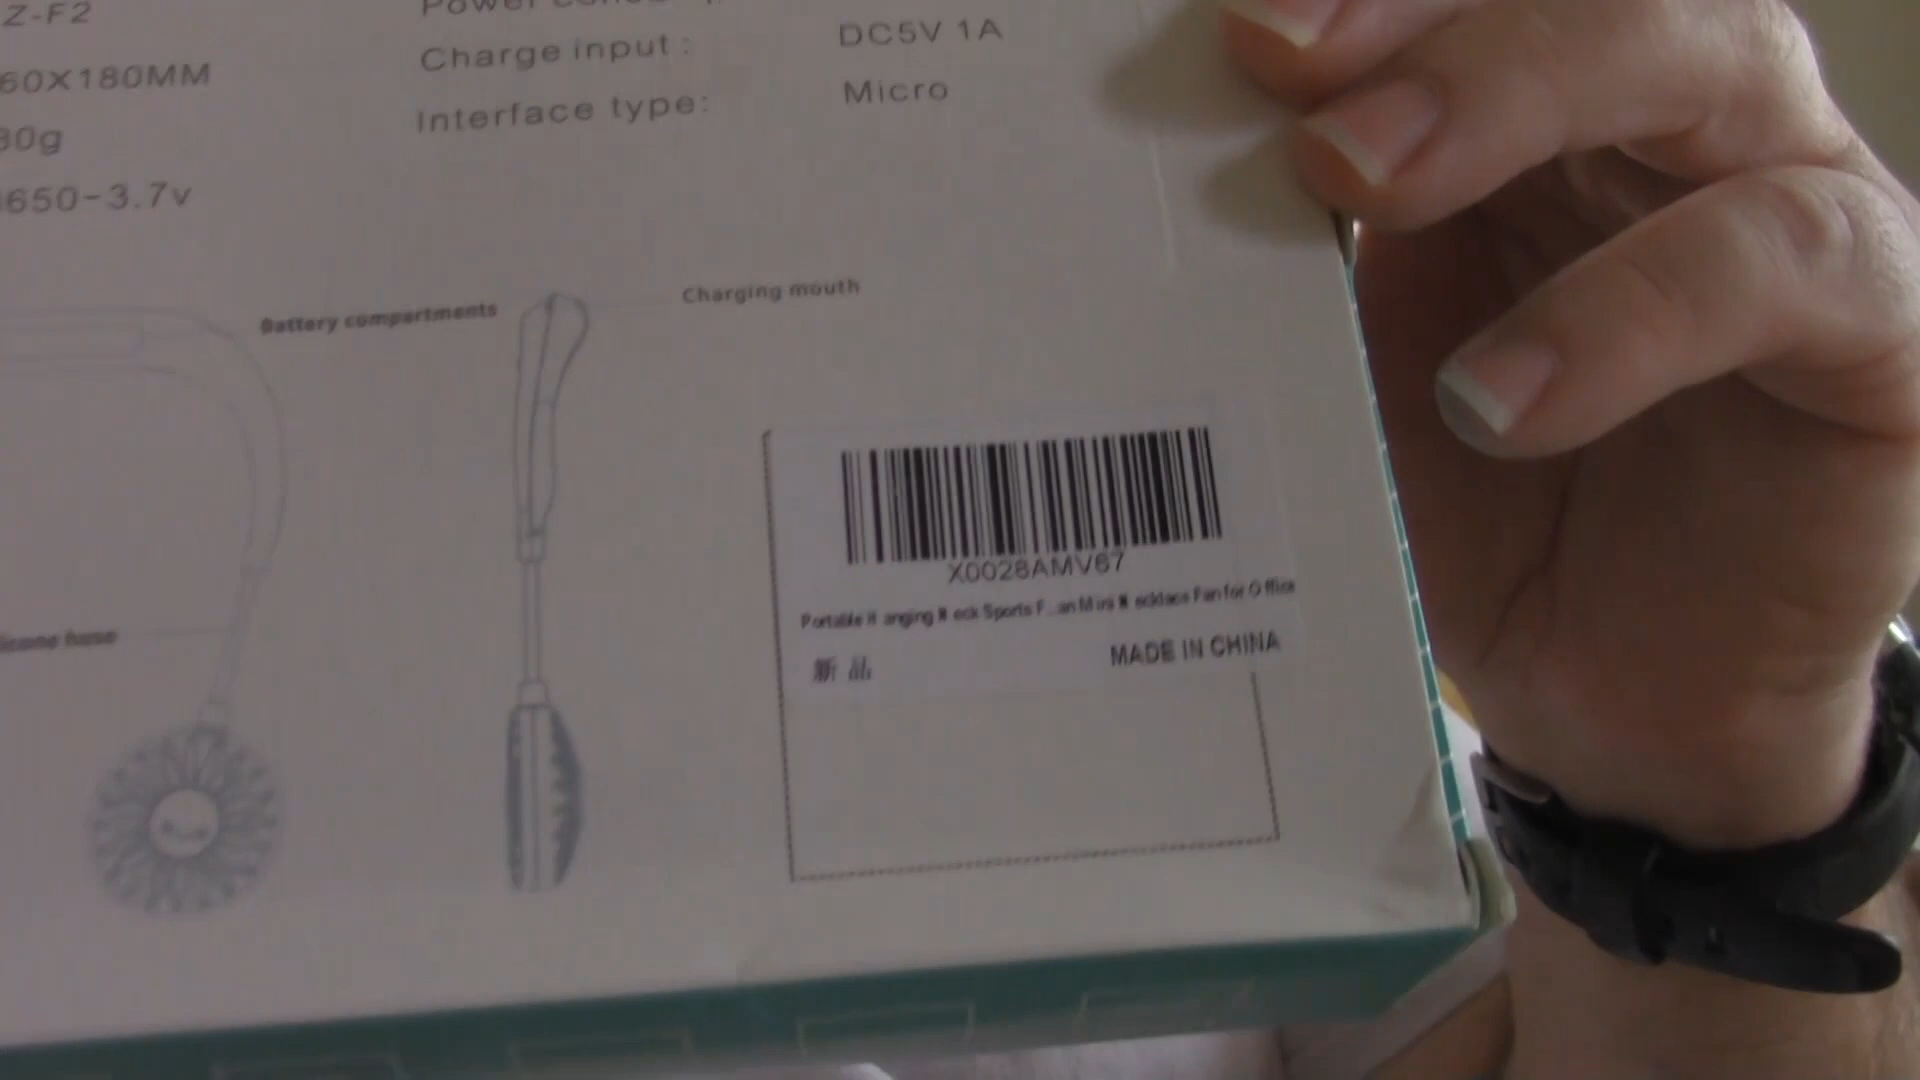 Z-F2
60X180MM
30g
650-3.7v
Power
Charge input : DC5V 1A
Interface type: Micro
Battery compartments
Charging mouth
hose
X0028AMV67
Portable Hanging Neck Sports F...an Mini Necklace Fan for Office
新品
MADE IN CHINA